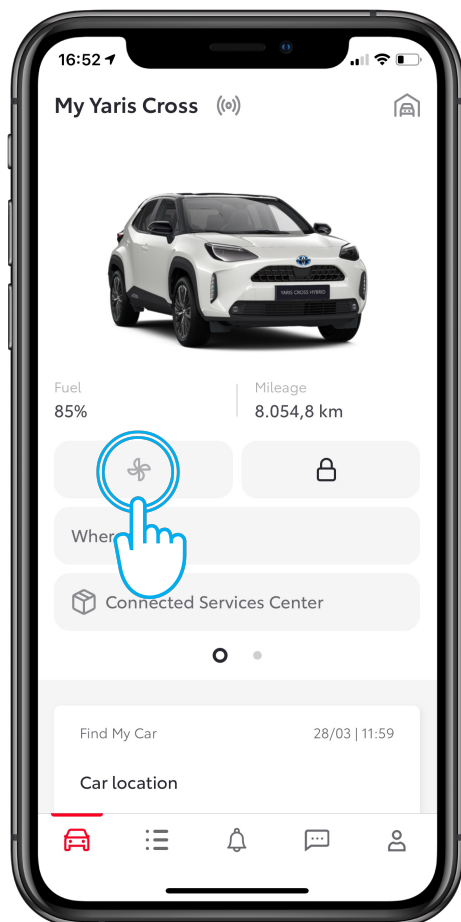 16:52
My Yaris Cross
YARIS CROSS HYBRID
Fuel
85%
Mileage
8.054,8 km
Wher
Connected Services Center
Find My Car
28/03 | 11:59
Car location